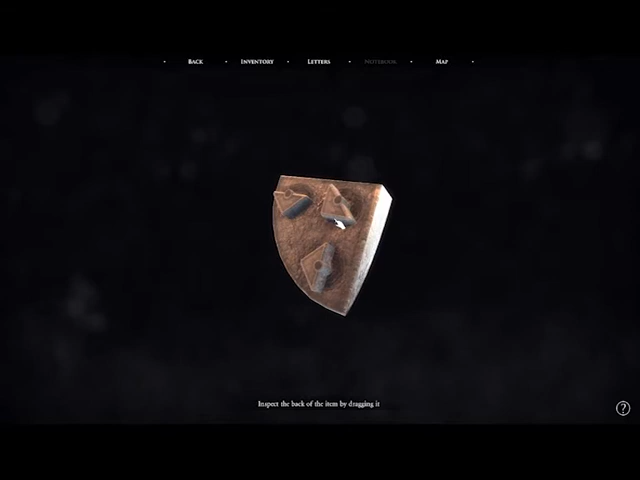 BACK INVENTORY LETTERS NOTEBOOK MAP
Inspect the back of the item by dragging it
?